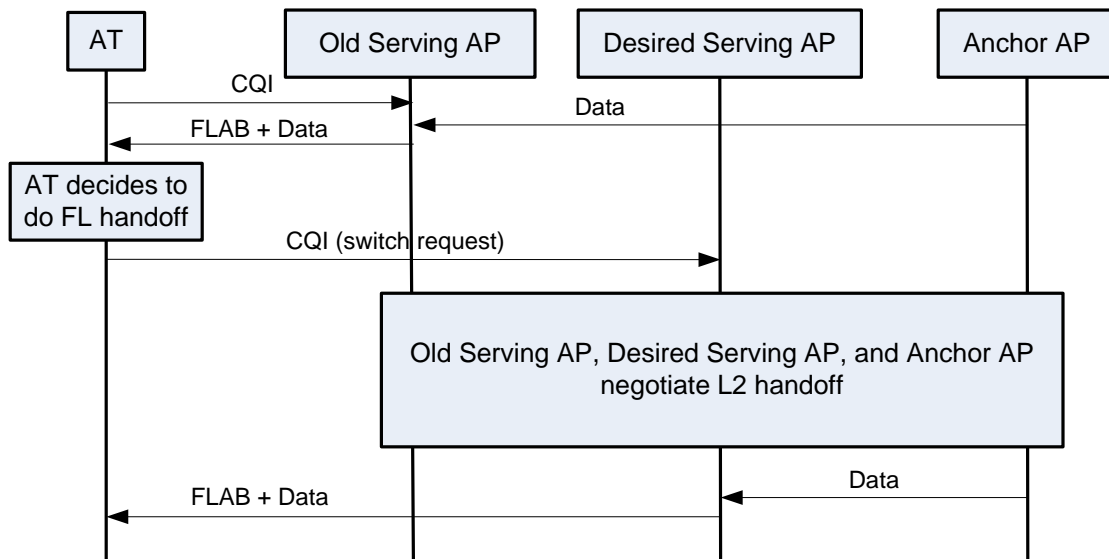 AT
Old Serving AP
Desired Serving AP
Anchor AP
CQI
Data
FLAB + Data
AT decides to
do FL handoff
CQI (switch request)
Old Serving AP, Desired Serving AP, and Anchor AP
negotiate L2 handoff
Data
FLAB + Data